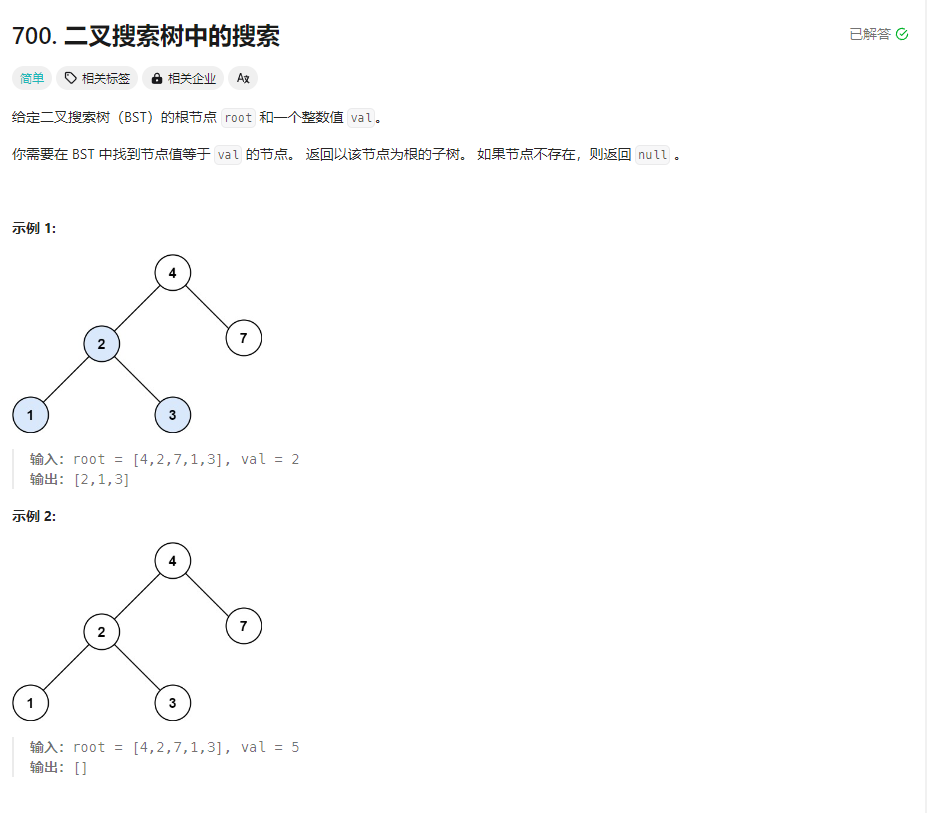 700. 二叉搜索树中的搜索
已解答
简单 相关标签 相关企业 Ax
给定二叉搜索树（BST）的根节点 root 和一个整数值 val。
你需要在 BST 中找到节点值等于 val 的节点。 返回以该节点为根的子树。 如果节点不存在，则返回 null 。
示例 1:
4
2
7
1
3
输入: root = [4,2,7,1,3], val = 2
输出: [2,1,3]
示例 2:
4
2
7
1
3
输入: root = [4,2,7,1,3], val = 5
输出: []